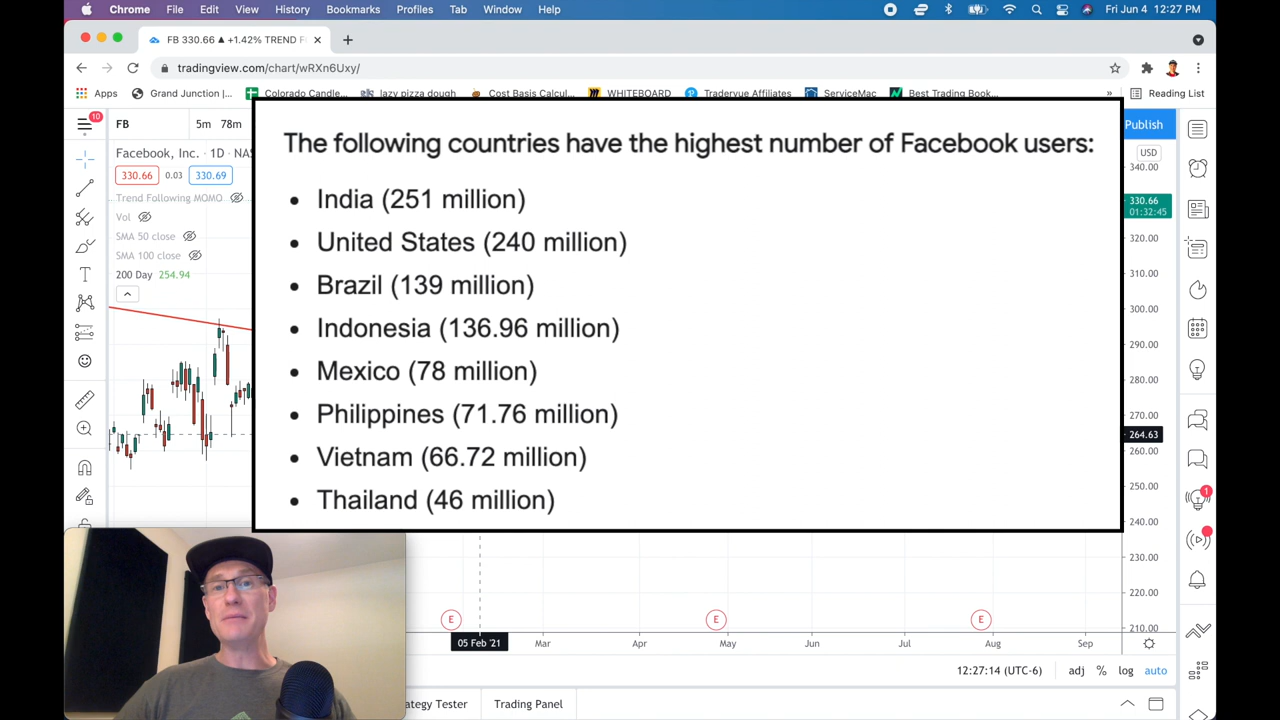 Chrome File Edit View History Bookmarks Profiles Tab Window Help Fri Jun 4 12:27 PM
FB 330.66 ▲ +1.42% TREND F
tradingview.com/chart/wRXn6Uxy/
Apps Grand Junction |... Colorado Candle... lazy pizza dough Cost Basis Calcul... WHITEBOARD Tradervue Affiliates ServiceMac Best Trading Book... » Reading List
10
FB 5m 78m
Publish
Facebook, Inc. · 1D · NAS
USD
330.66 0.03 330.69
Trend Following MOMO
Vol
SMA 50 close
SMA 100 close
200 Day 254.94
The following countries have the highest number of Facebook users:
• India (251 million)
• United States (240 million)
• Brazil (139 million)
• Indonesia (136.96 million)
• Mexico (78 million)
• Philippines (71.76 million)
• Vietnam (66.72 million)
• Thailand (46 million)
340.00
330.66
01:32:45
320.00
310.00
300.00
290.00
280.00
270.00
264.63
260.00
250.00
240.00
230.00
220.00
210.00
1
E E E
05 Feb '21 Mar Apr May Jun Jul Aug Sep
12:27:14 (UTC-6) adj % log auto
ategy Tester Trading Panel